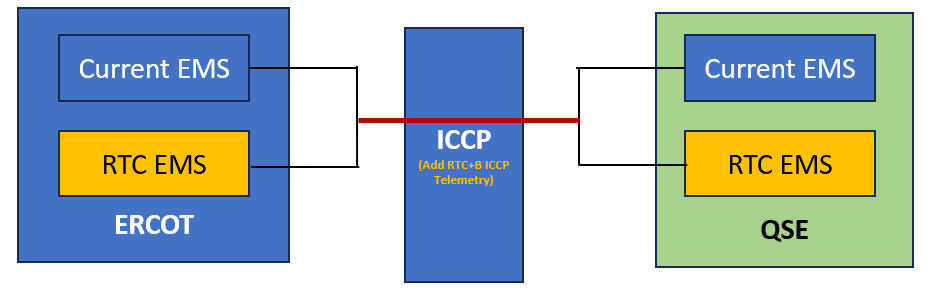 Current EMS
RTC EMS
ERCOT
ICCP
(Add RTC+B ICCP
Telemetry)
Current EMS
RTC EMS
QSE